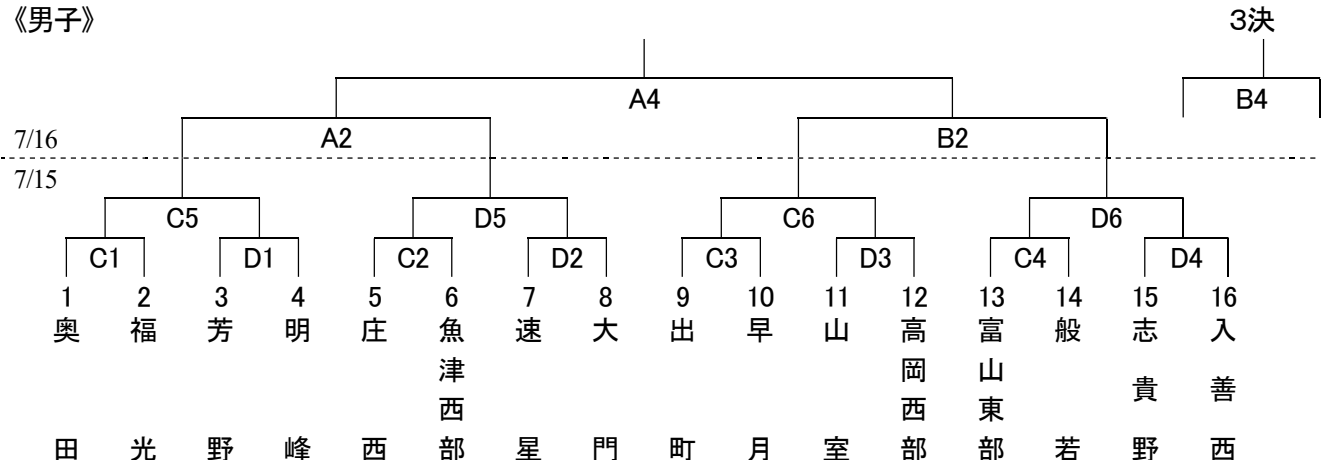 《男子》 3決
A4 B4
7/16 A2 B2
7/15
C5 D5 C6 D6
C1 D1 C2 D2 C3 D3 C4 D4
1 2 3 4 5 6 7 8 9 10 11 12 13 14 15 16
奥田
福光
芳野
明峰
庄西
魚津西部
速星
大門
出町
早月
山室
高岡西部
富山東部
般若
志貴野
入善西